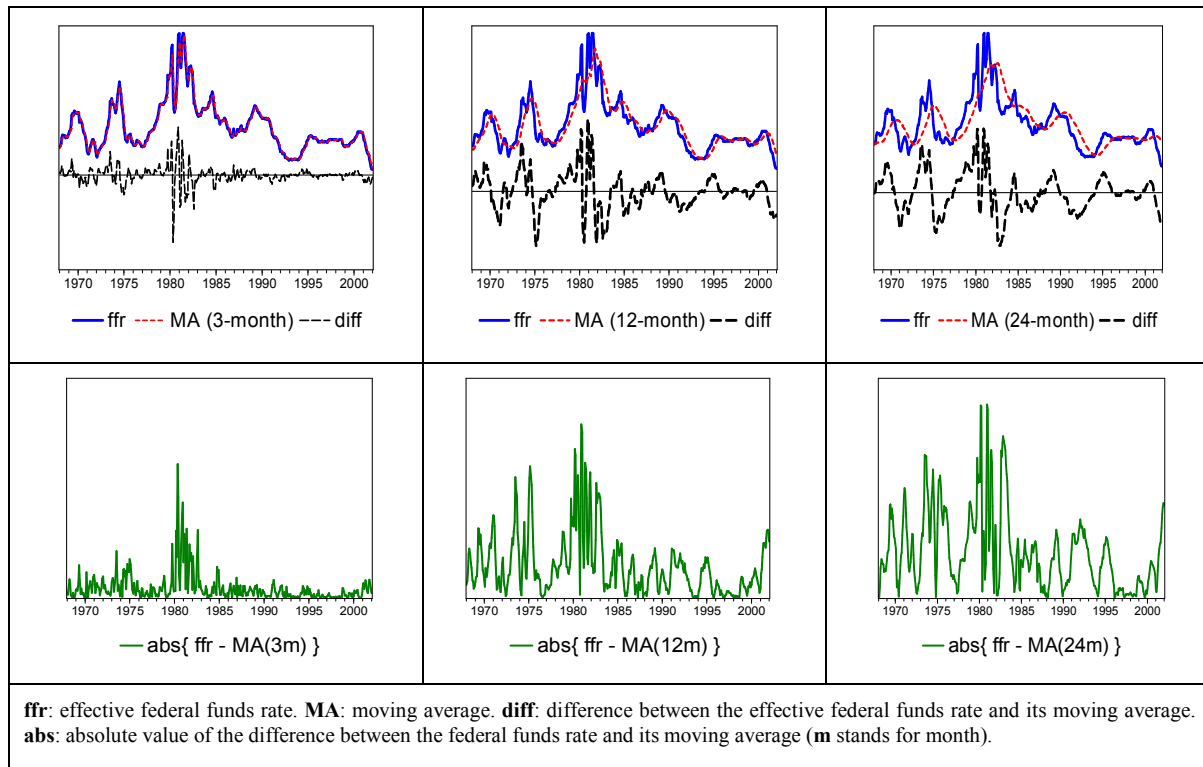 1970 1975 1980 1985 1990 1995 2000
ffr MA (3-month) diff
1970 1975 1980 1985 1990 1995 2000
ffr MA (12-month) diff
1970 1975 1980 1985 1990 1995 2000
ffr MA (24-month) diff
1970 1975 1980 1985 1990 1995 2000
abs{ ffr - MA(3m) }
1970 1975 1980 1985 1990 1995 2000
abs{ ffr - MA(12m) }
1970 1975 1980 1985 1990 1995 2000
abs{ ffr - MA(24m) }
ffr: effective federal funds rate. MA: moving average. diff: difference between the effective federal funds rate and its moving average.
abs: absolute value of the difference between the federal funds rate and its moving average (m stands for month).